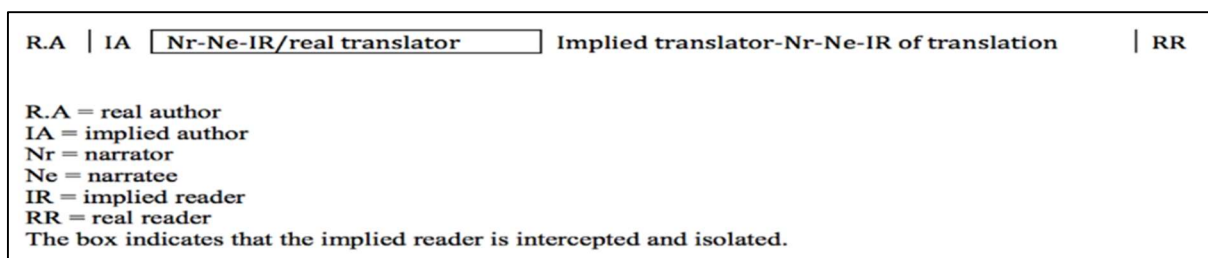 R.A | IA Nr-Ne-IR/real translator Implied translator-Nr-Ne-IR of translation | RR
R.A = real author
IA = implied author
Nr = narrator
Ne = narratee
IR = implied reader
RR = real reader
The box indicates that the implied reader is intercepted and isolated.